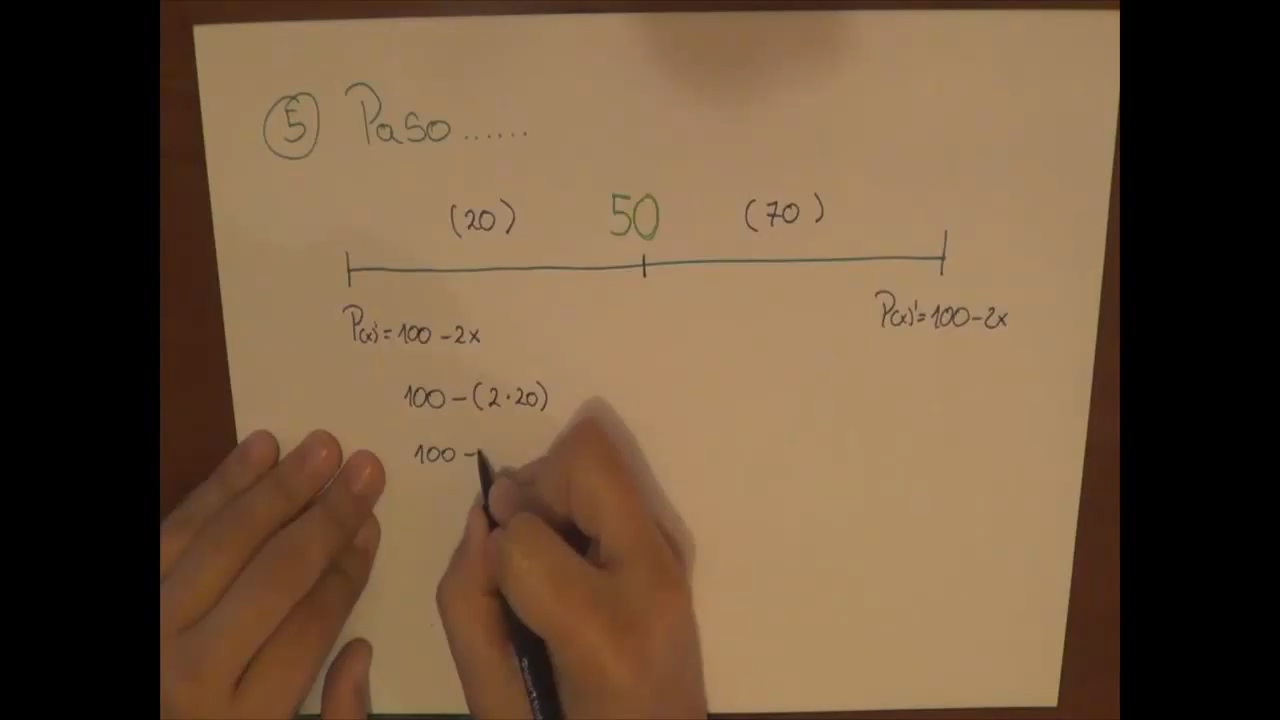 5 Paso......
(20) 50 (70)
P(x)'=100-2x P(x)'=100-2x
100-(2·20)
100-